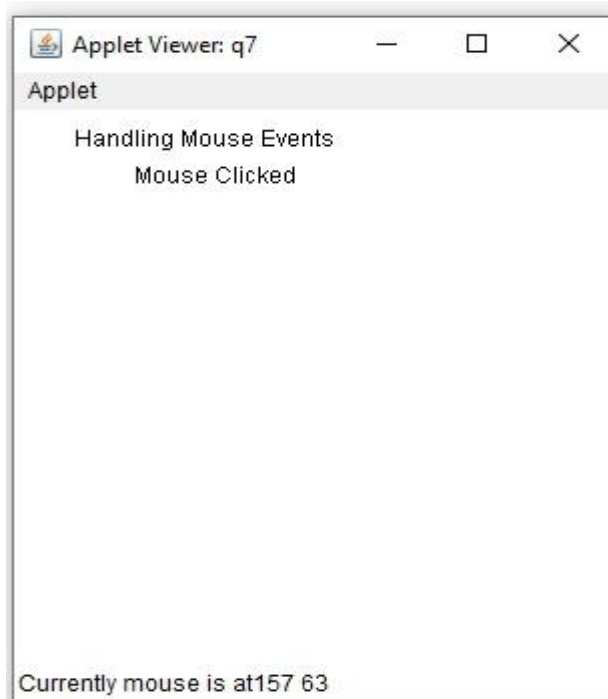 Applet Viewer: q7
Applet
Handling Mouse Events
Mouse Clicked
Currently mouse is at157 63